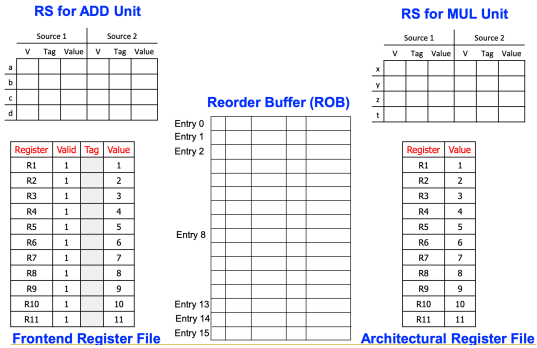 RS for ADD Unit
Source 1 Source 2
V Tag Value V Tag Value
a
b
c
d
RS for MUL Unit
Source 1 Source 2
V Tag Value V Tag Value
x
y
z
t
Reorder Buffer (ROB)
Entry 0
Entry 1
Entry 2
Entry 8
Entry 13
Entry 14
Entry 15
Register Valid Tag Value
R1 1 1
R2 1 2
R3 1 3
R4 1 4
R5 1 5
R6 1 6
R7 1 7
R8 1 8
R9 1 9
R10 1 10
R11 1 11
Frontend Register File
Register Value
R1 1
R2 2
R3 3
R4 4
R5 5
R6 6
R7 7
R8 8
R9 9
R10 10
R11 11
Architectural Register File